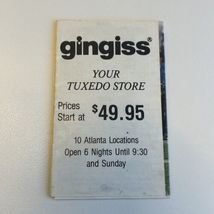 gingiss®
YOUR
TUXEDO STORE
Prices
Start at $49.95
10 Atlanta Locations
Open 6 Nights Until 9:30
and Sunday